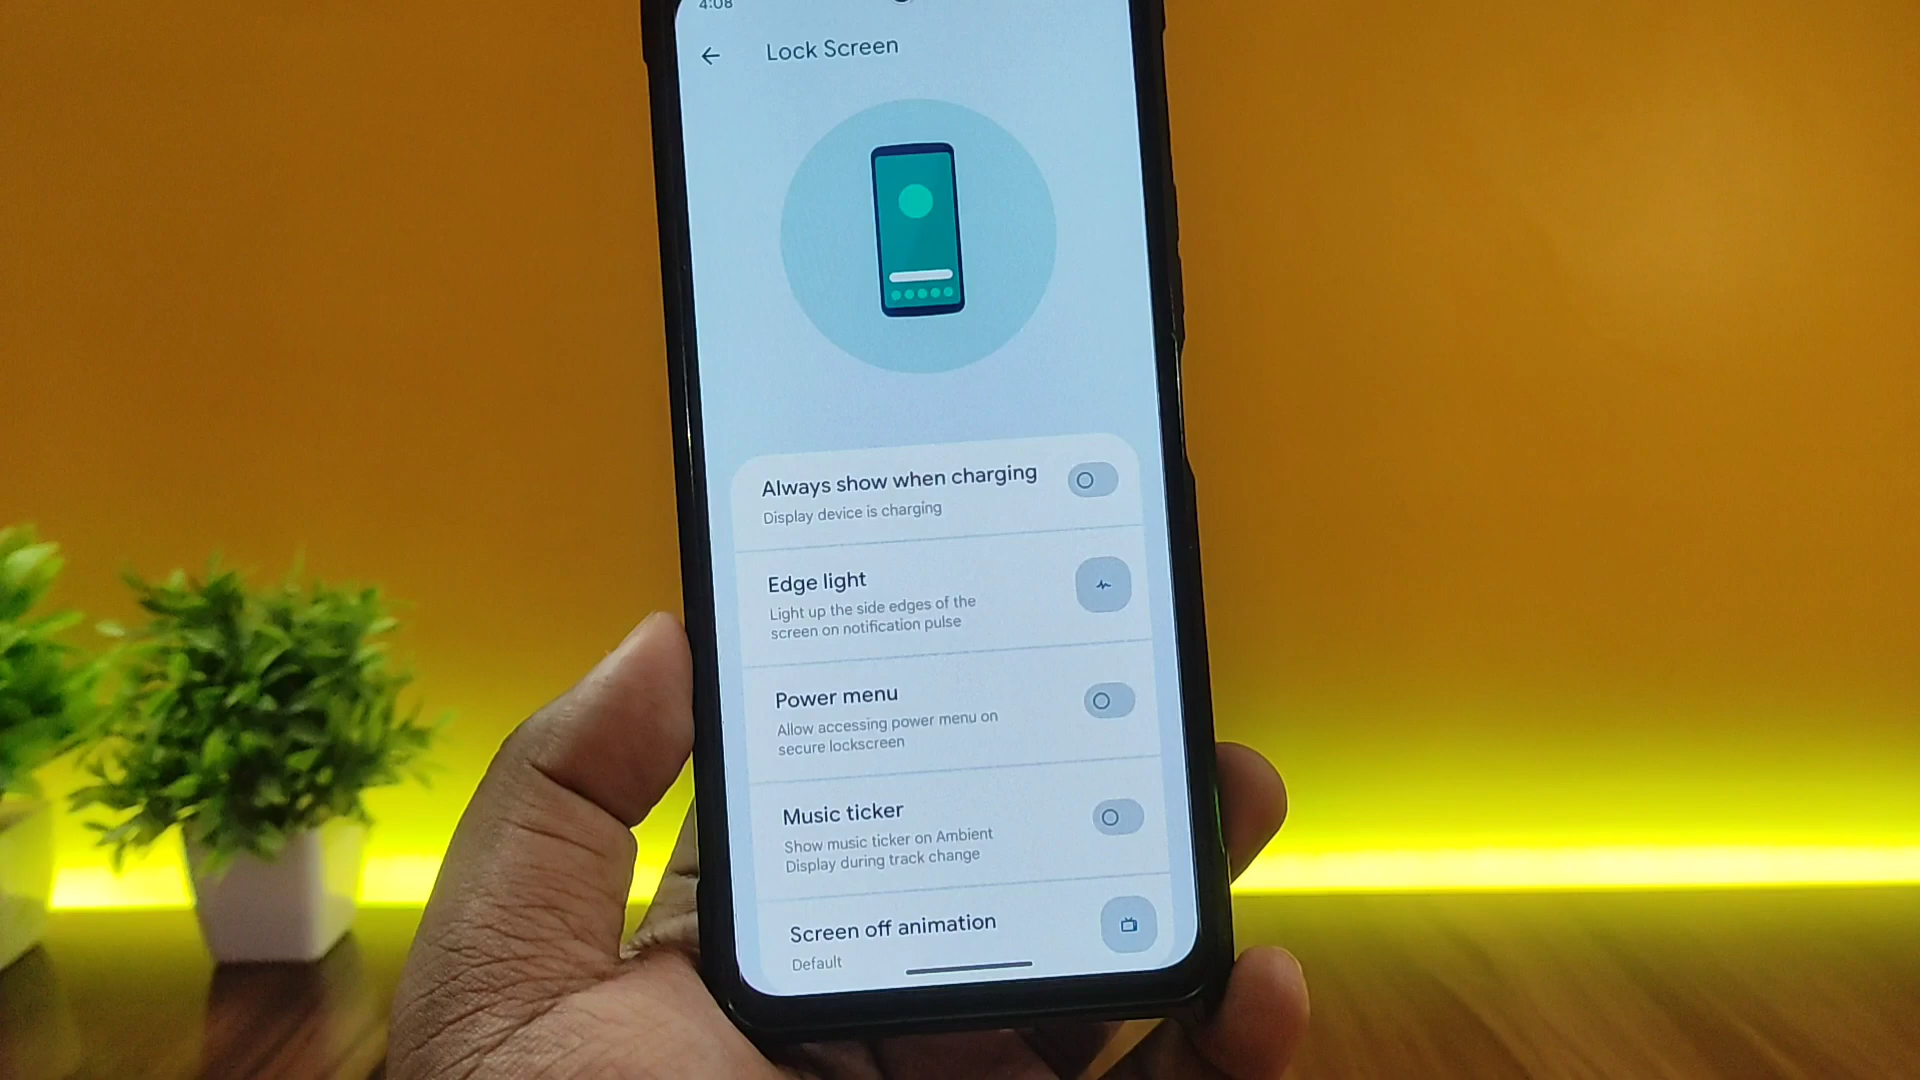 4:08
Lock Screen
Always show when charging
Display device is charging
Edge light
Light up the side edges of the
screen on notification pulse
Power menu
Allow accessing power menu on
secure lockscreen
Music ticker
Show music ticker on Ambient
Display during track change
Screen off animation
Default